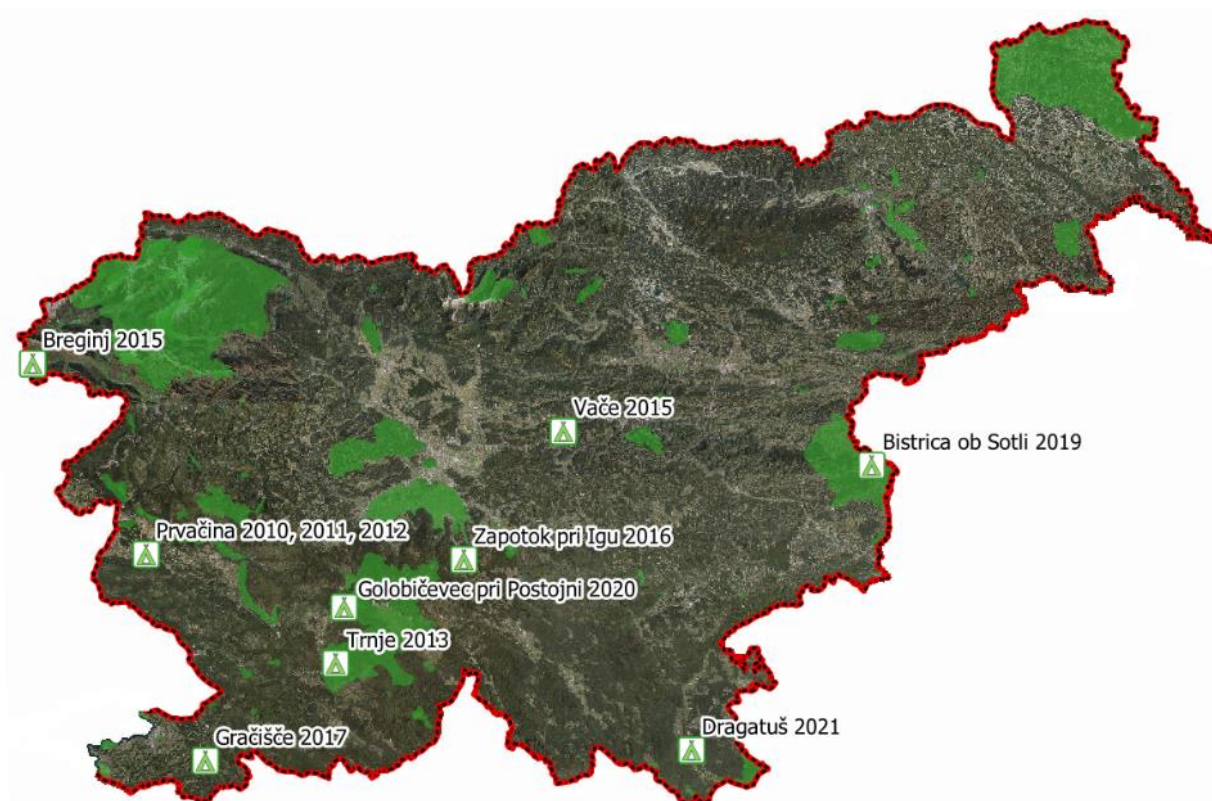 Breginj 2015
Vače 2015
Bistrica ob Sotli 2019
Prvačina 2010, 2011, 2012
Zapotok pri Igu 2016
Golobičevec pri Postojni 2020
Trnje 2013
Dragatuš 2021
Gračišče 2017